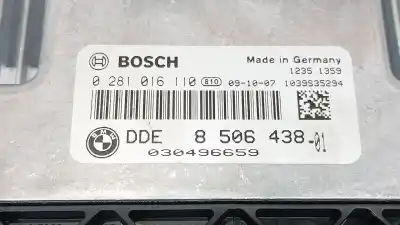 BOSCH
Made in Germany
1235 1359
0 281 016 110 810 09-10-07 1039S35294
BMW
DDE 8 506 438-01
030496659